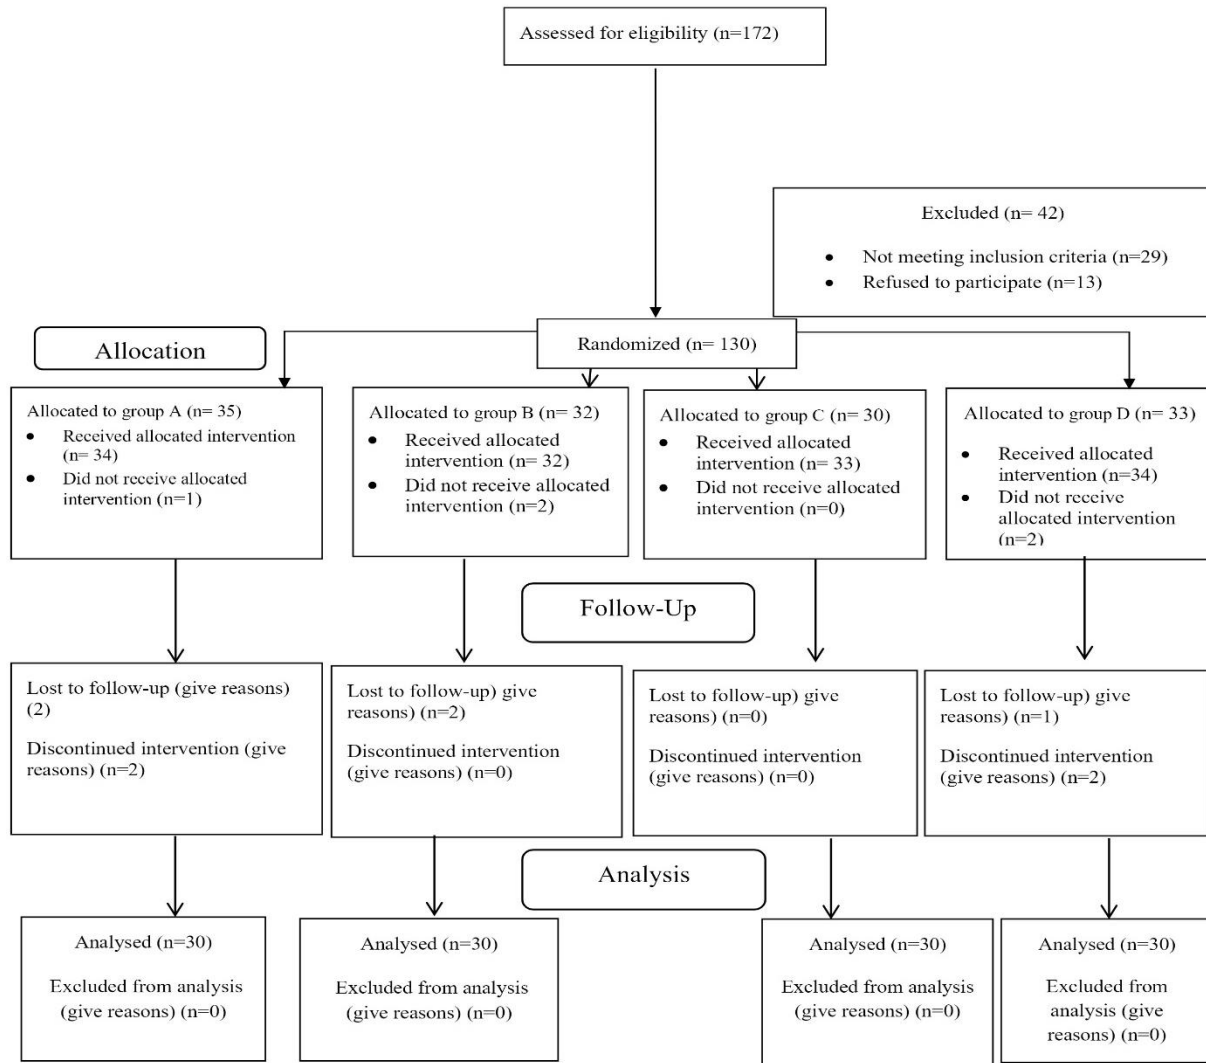 Assessed for eligibility (n=172)
Excluded (n= 42)
• Not meeting inclusion criteria (n=29)
• Refused to participate (n=13)
Randomized (n= 130)
Allocation
Allocated to group A (n= 35)
• Received allocated intervention
(n= 34)
• Did not receive allocated
intervention (n=1)
Allocated to group B (n= 32)
• Received allocated
intervention (n= 32)
• Did not receive allocated
intervention (n=2)
Allocated to group C (n= 30)
• Received allocated
intervention (n= 33)
• Did not receive allocated
intervention (n=0)
Allocated to group D (n= 33)
• Received allocated
intervention (n=34)
• Did not receive
allocated intervention
(n=2)
Follow-Up
Lost to follow-up (give reasons)
(2)
Discontinued intervention (give
reasons) (n=2)
Lost to follow-up) give
reasons) (n=2)
Discontinued intervention
(give reasons) (n=0)
Lost to follow-up) give
reasons) (n=0)
Discontinued intervention
(give reasons) (n=0)
Lost to follow-up) give
reasons) (n=1)
Discontinued intervention
(give reasons) (n=2)
Analysis
Analysed (n=30)
Excluded from analysis
(give reasons) (n=0)
Analysed (n=30)
Excluded from analysis
(give reasons) (n=0)
Analysed (n=30)
Excluded from analysis
(give reasons) (n=0)
Analysed (n=30)
Excluded from
analysis (give
reasons) (n=0)